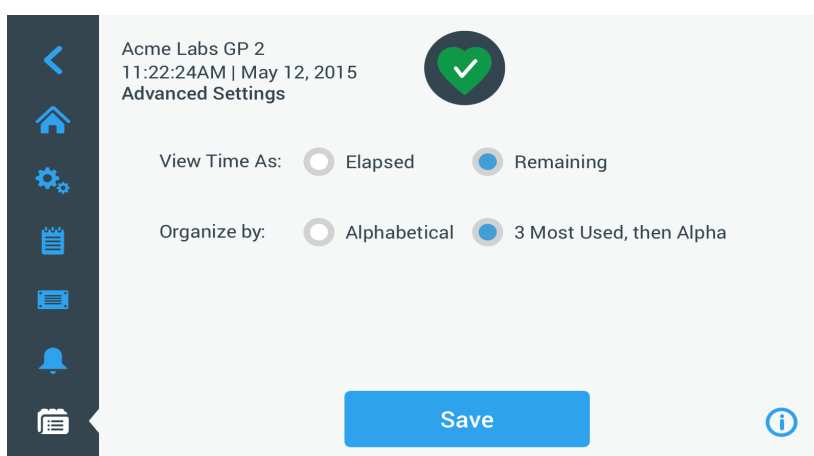 Acme Labs GP 2
11:22:24AM | May 12, 2015
Advanced Settings
View Time As: Elapsed Remaining
Organize by: Alphabetical 3 Most Used, then Alpha
Save